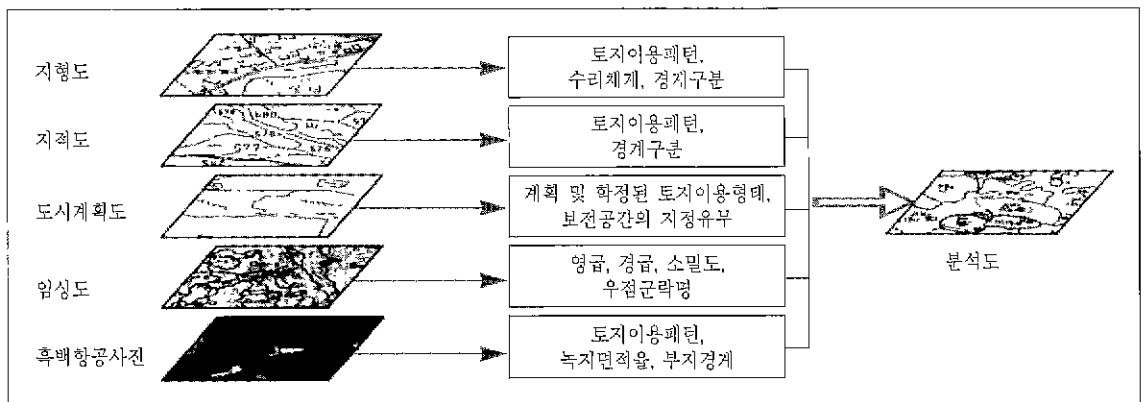 지형도
토지이용패턴,
수리체계, 경계구분
지적도
677
토지이용패턴,
경계구분
도시계획도
계획 및 확정된 토지이용형태,
보전공간의 지정유무
임상도
영급, 경급, 소밀도,
우점군락명
흑백항공사진
토지이용패턴,
녹지면적율, 부지경계
분석도